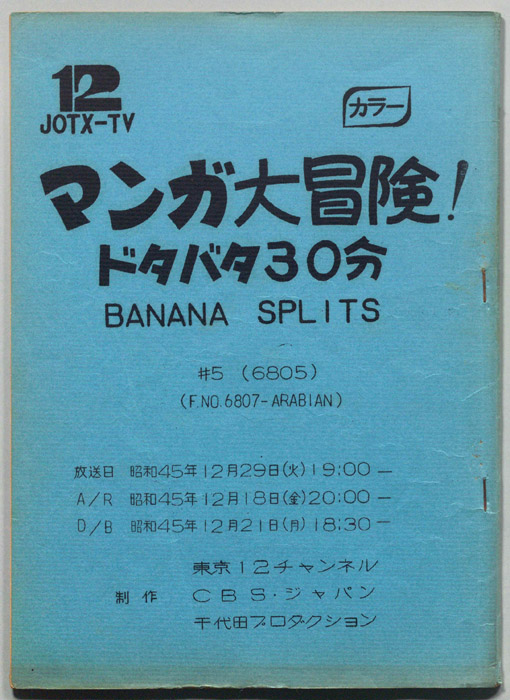 12
JOTX-TV
カラー
マンガ大冒険!
ドタバタ30分
BANANA SPLITS
#5 (6805)
(F.NO.6807-ARABIAN)
放送日 昭和45年12月29日(火)19:00—
A/R 昭和45年12月18日(金)20:00—
D/B 昭和45年12月21日(月)18:30—
東京12チャンネル
制作 CBS・ジャパン
千代田プロダクション